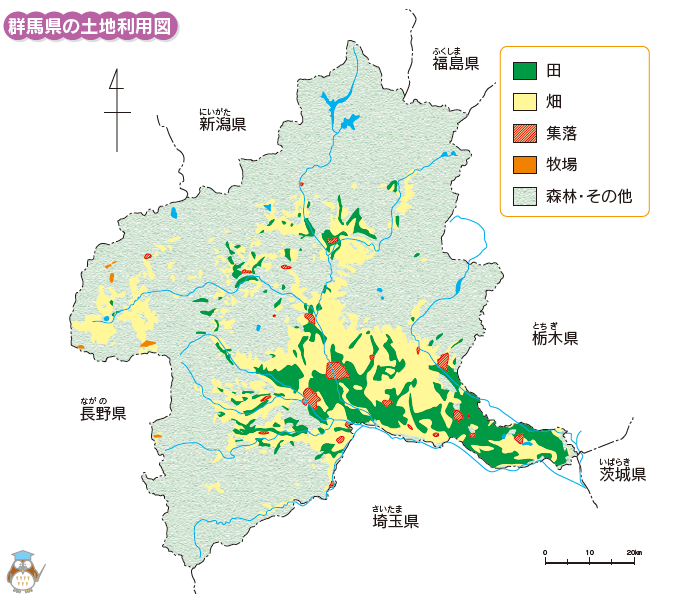 群馬県の土地利用図
ふくしま
福島県
にいがた
新潟県
田
畑
集落
牧場
森林・その他
とちぎ
栃木県
ながの
長野県
いばらき
茨城県
さいたま
埼玉県
0 10 20km